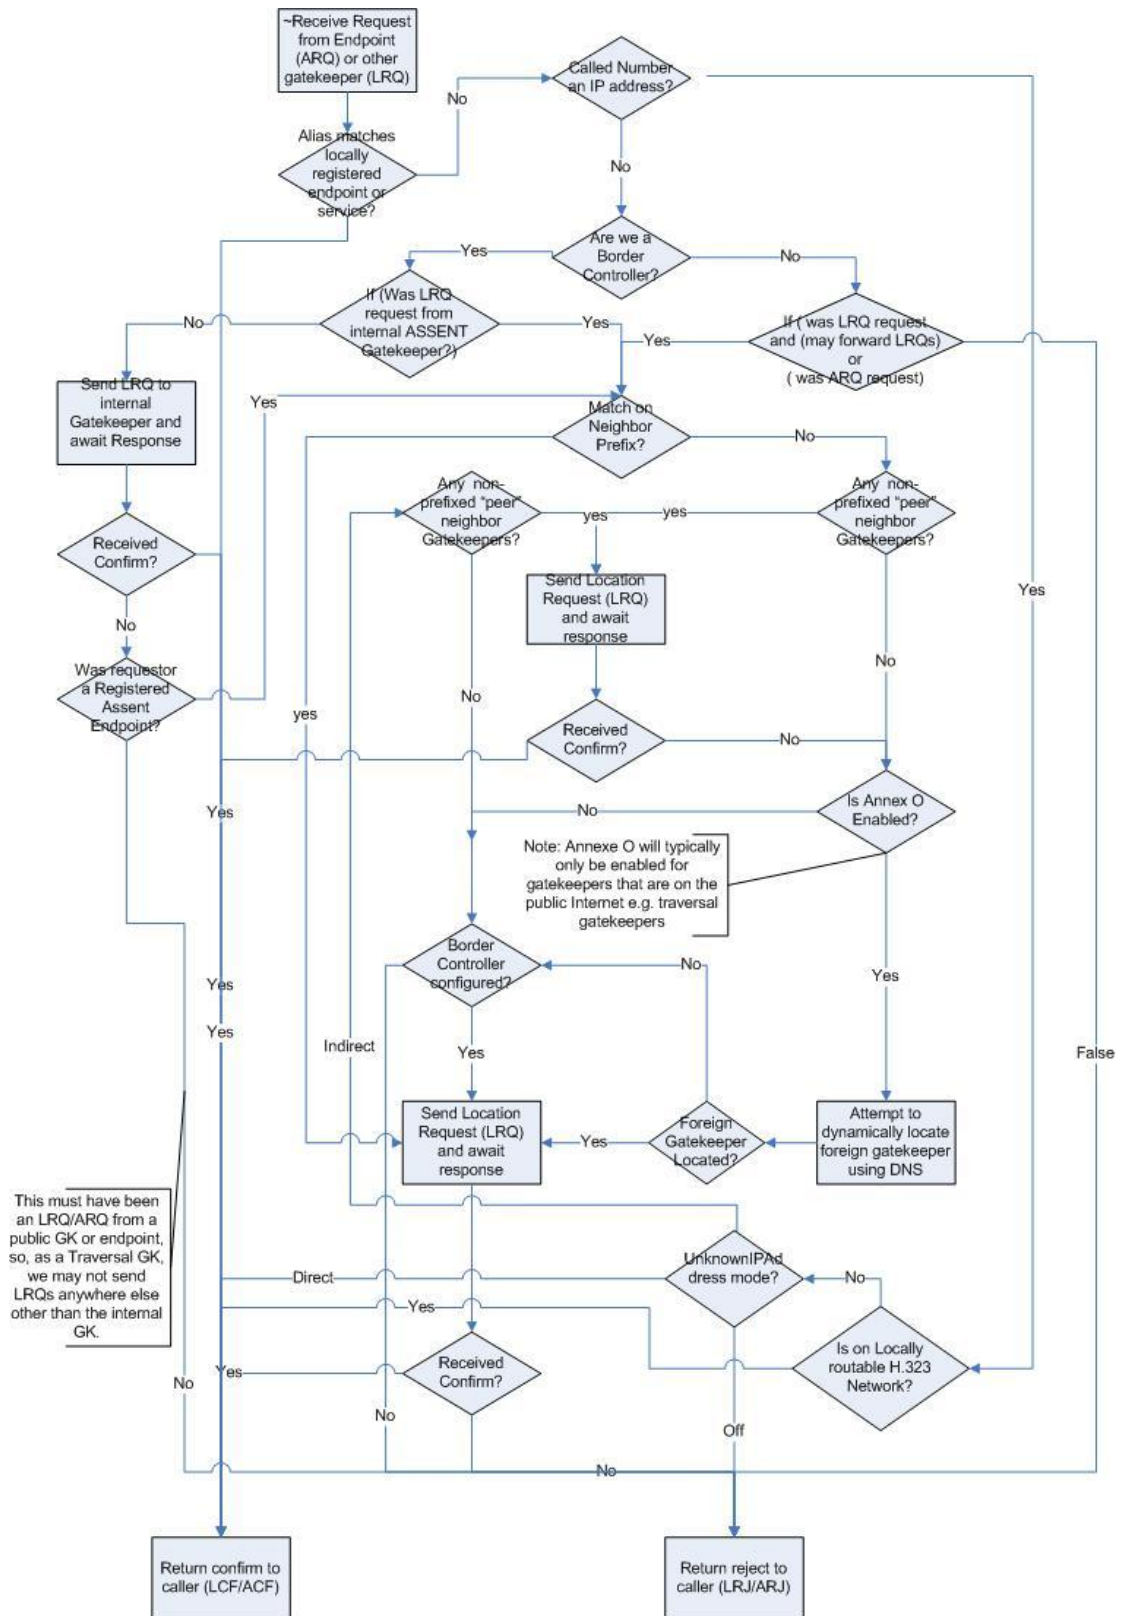 ~Receive Request
from Endpoint
(ARQ) or other
gatekeeper (LRQ)
Called Number
an IP address?
No
Alias matches
locally
registered
endpoint or
service?
No
Are we a
Border
Controller?
Yes
No
If (Was LRQ
request from
internal ASSENT
Gatekeeper?)
No
Yes
If ( was LRQ request
and (may forward LRQs)
or
( was ARQ request)
Yes
Send LRQ to
internal
Gatekeeper and
await Response
Yes
Match on
Neighbor
Prefix?
No
Any non-
prefixed "peer"
neighbor
Gatekeepers?
yes
yes
Any non-
prefixed "peer"
neighbor
Gatekeepers?
Received
Confirm?
Send Location
Request (LRQ)
and await
response
Yes
No
No
Was requestor
a Registered
Assent
Endpoint?
No
yes
Received
Confirm?
No
Is Annex O
Enabled?
No
Yes
Note: Annexe O will typically
only be enabled for
gatekeepers that are on the
public Internet e.g. traversal
gatekeepers
Border
Controller
configured?
No
Yes
Yes
Yes
Indirect
Yes
False
Send Location
Request (LRQ)
and await
response
Yes
Foreign
Gatekeeper
Located?
Attempt to
dynamically locate
foreign gatekeeper
using DNS
This must have been
an LRQ/ARQ from a
public GK or endpoint,
so, as a Traversal GK,
we may not send
LRQs anywhere else
other than the internal
GK.
UnknownIPAd
dress mode?
Direct
No
Yes
Is on Locally
routable H.323
Network?
Received
Confirm?
Yes
No
No
Off
No
Return confirm to
caller (LCF/ACF)
Return reject to
caller (LRJ/ARJ)